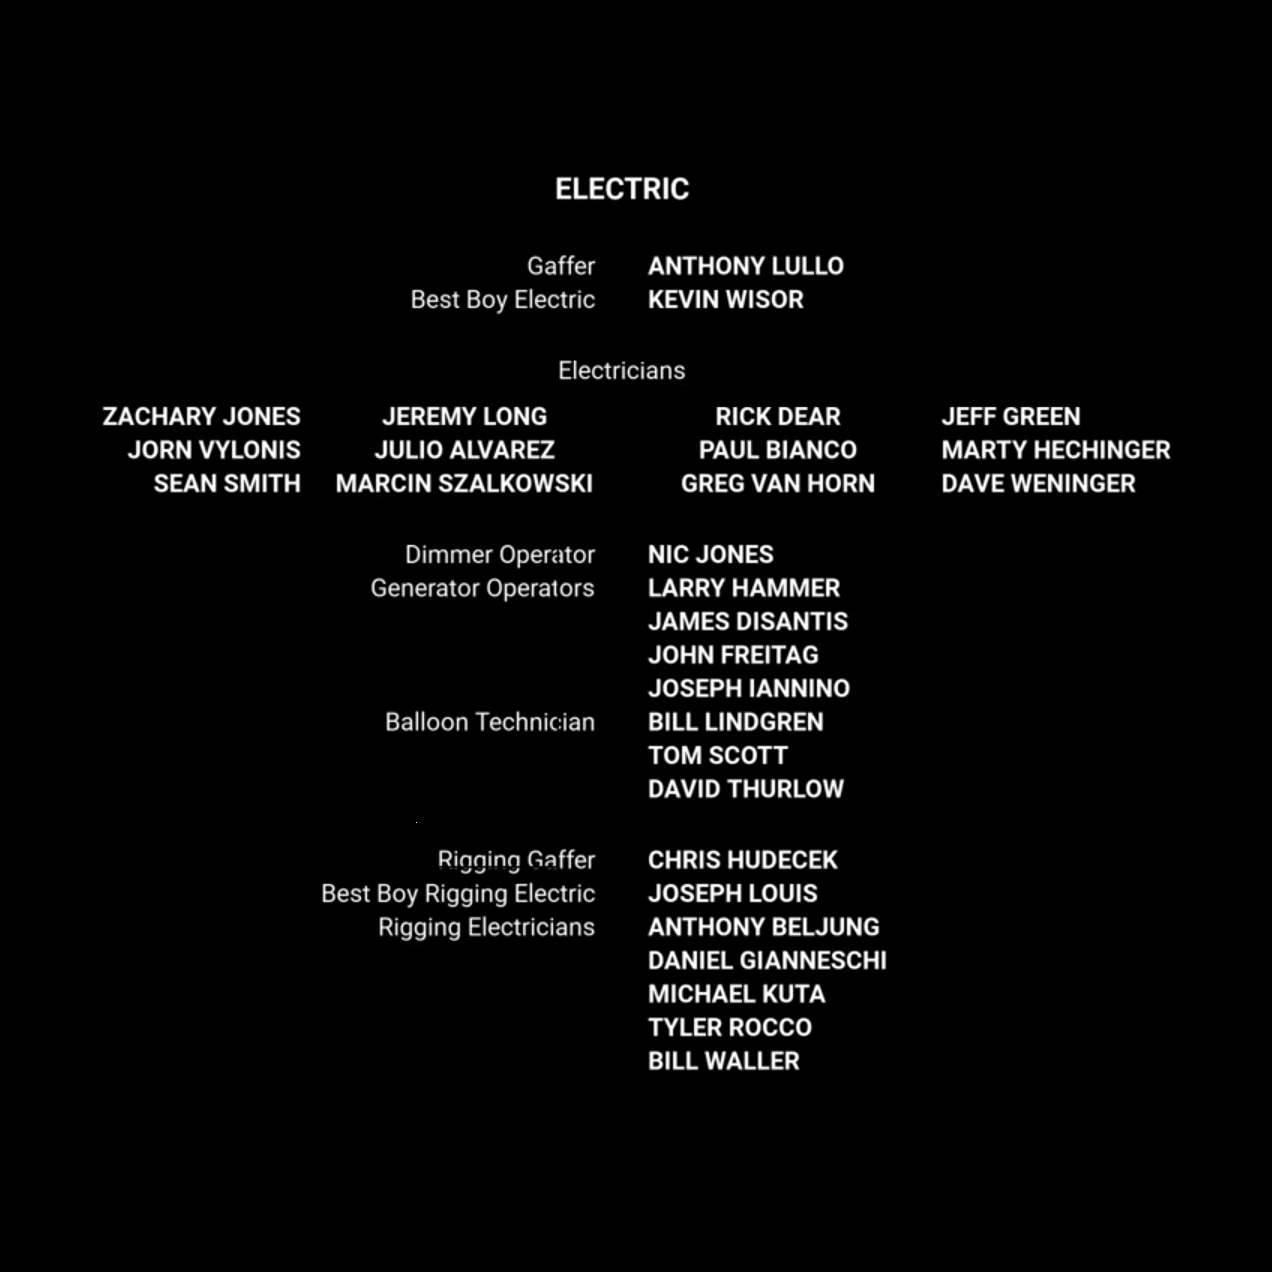 ELECTRIC
Gaffer ANTHONY LULLO
Best Boy Electric KEVIN WISOR
Electricians
ZACHARY JONES JEREMY LONG RICK DEAR JEFF GREEN
JORN VYLONIS JULIO ALVAREZ PAUL BIANCO MARTY HECHINGER
SEAN SMITH MARCIN SZALKOWSKI GREG VAN HORN DAVE WENINGER
Dimmer Operator NIC JONES
Generator Operators LARRY HAMMER
JAMES DISANTIS
JOHN FREITAG
JOSEPH IANNINO
Balloon Technician BILL LINDGREN
TOM SCOTT
DAVID THURLOW
Rigging Gaffer CHRIS HUDECEK
Best Boy Rigging Electric JOSEPH LOUIS
Rigging Electricians ANTHONY BELJUNG
DANIEL GIANNESCHI
MICHAEL KUTA
TYLER ROCCO
BILL WALLER